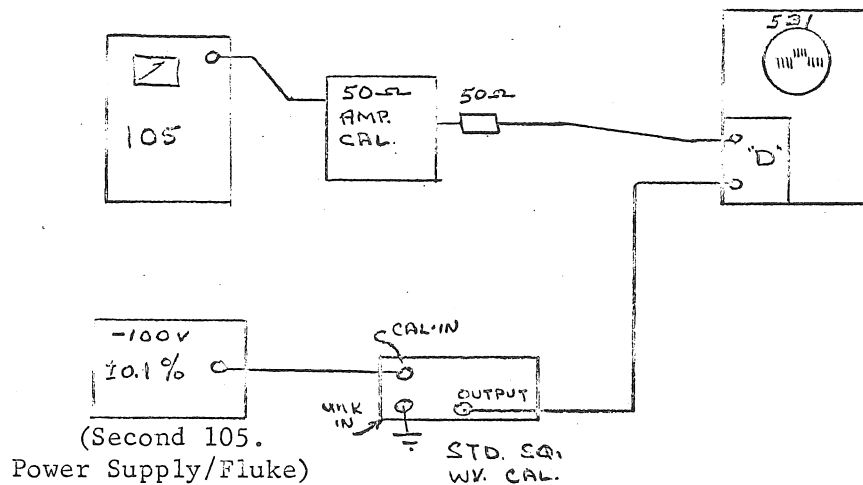 531
105
50Ω
AMP.
CAL.
50Ω
"D"
-100V
±0.1%
CAL-IN
UNK
IN
OUTPUT
STD. SQ.
WV. CAL.
(Second 105.
Power Supply/Fluke)